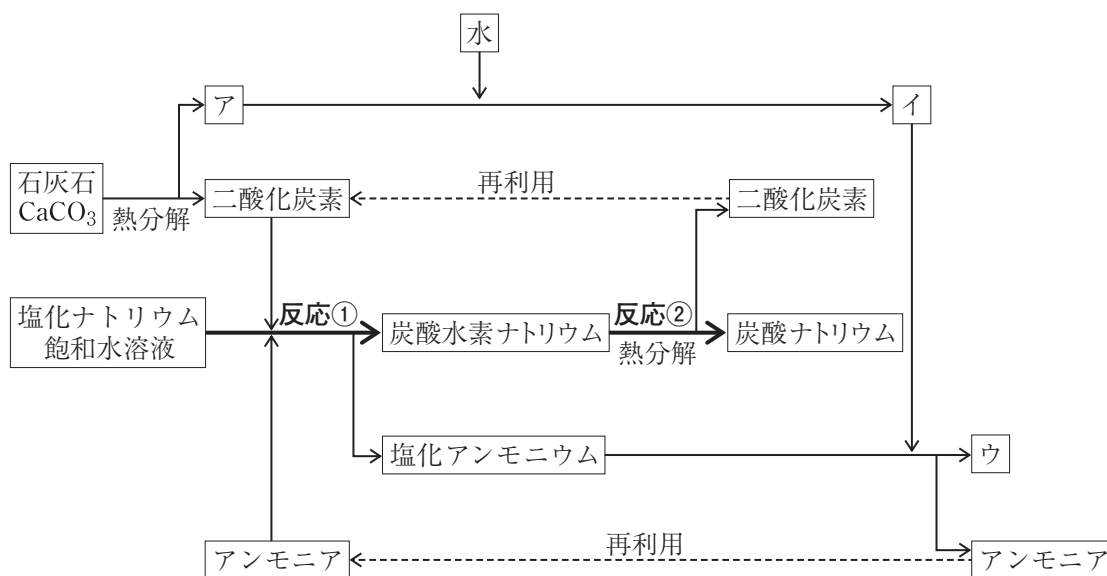 水
ア
イ
石灰石
CaCO₃
熱分解
二酸化炭素
再利用
二酸化炭素
塩化ナトリウム
飽和水溶液
反応①
炭酸水素ナトリウム
反応②
熱分解
炭酸ナトリウム
塩化アンモニウム
ウ
アンモニア
再利用
アンモニア